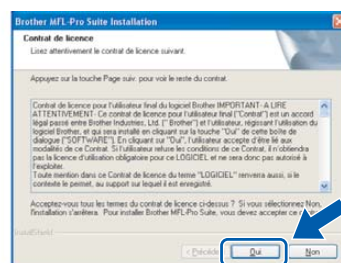 Brother MFL-Pro Suite Installation
Contrat de licence
Lisez attentivement le contrat de licence suivant.
Appuyez sur la touche Page suiv. pour voir le reste du contrat.
Contrat de licence pour l'utilisateur final du logiciel Brother IMPORTANT- A LIRE
ATTENTIVEMENT- Ce contrat de licence pour l'utilisateur final ("Contrat") est un accord
légal passé entre Brother Industries, Ltd. (" Brother") et l'utilisateur, régissant l'utilisation du
logiciel Brother, et qui sera installé en cliquant sur la touche "Oui" de cette boîte de
dialogue ("SOFTWARE"). En cliquant sur "Oui", l'utilisateur accepte d'être lié aux
modalités de ce Contrat. Si l'utilisateur refuse les conditions de ce Contrat, il n'obtiendra
pas la licence d'utilisation obligatoire pour ce LOGICIEL et ne sera donc pas autorisé à
l'exploiter.
Toute mention dans ce Contrat de licence du terme "LOGICIEL" renverra aussi, si le
contexte le permet, au support sur lequel il est enregistré.
Acceptez-vous tous les termes du contrat de licence ci-dessus ? Si vous sélectionnez Non,
l'installation s'arrêtera. Pour installer Brother MFL-Pro Suite, vous devez accepter ce
InstallShield
< Précéde
Oui
Non